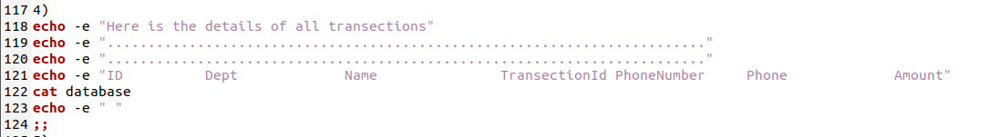 117 4)
118 echo -e "Here is the details of all transections"
119 echo -e "........................................................................."
120 echo -e "........................................................................."
121 echo -e "ID          Dept             Name               TransectionId PhoneNumber     Phone             Amount"
122 cat database
123 echo -e " "
124 ;;